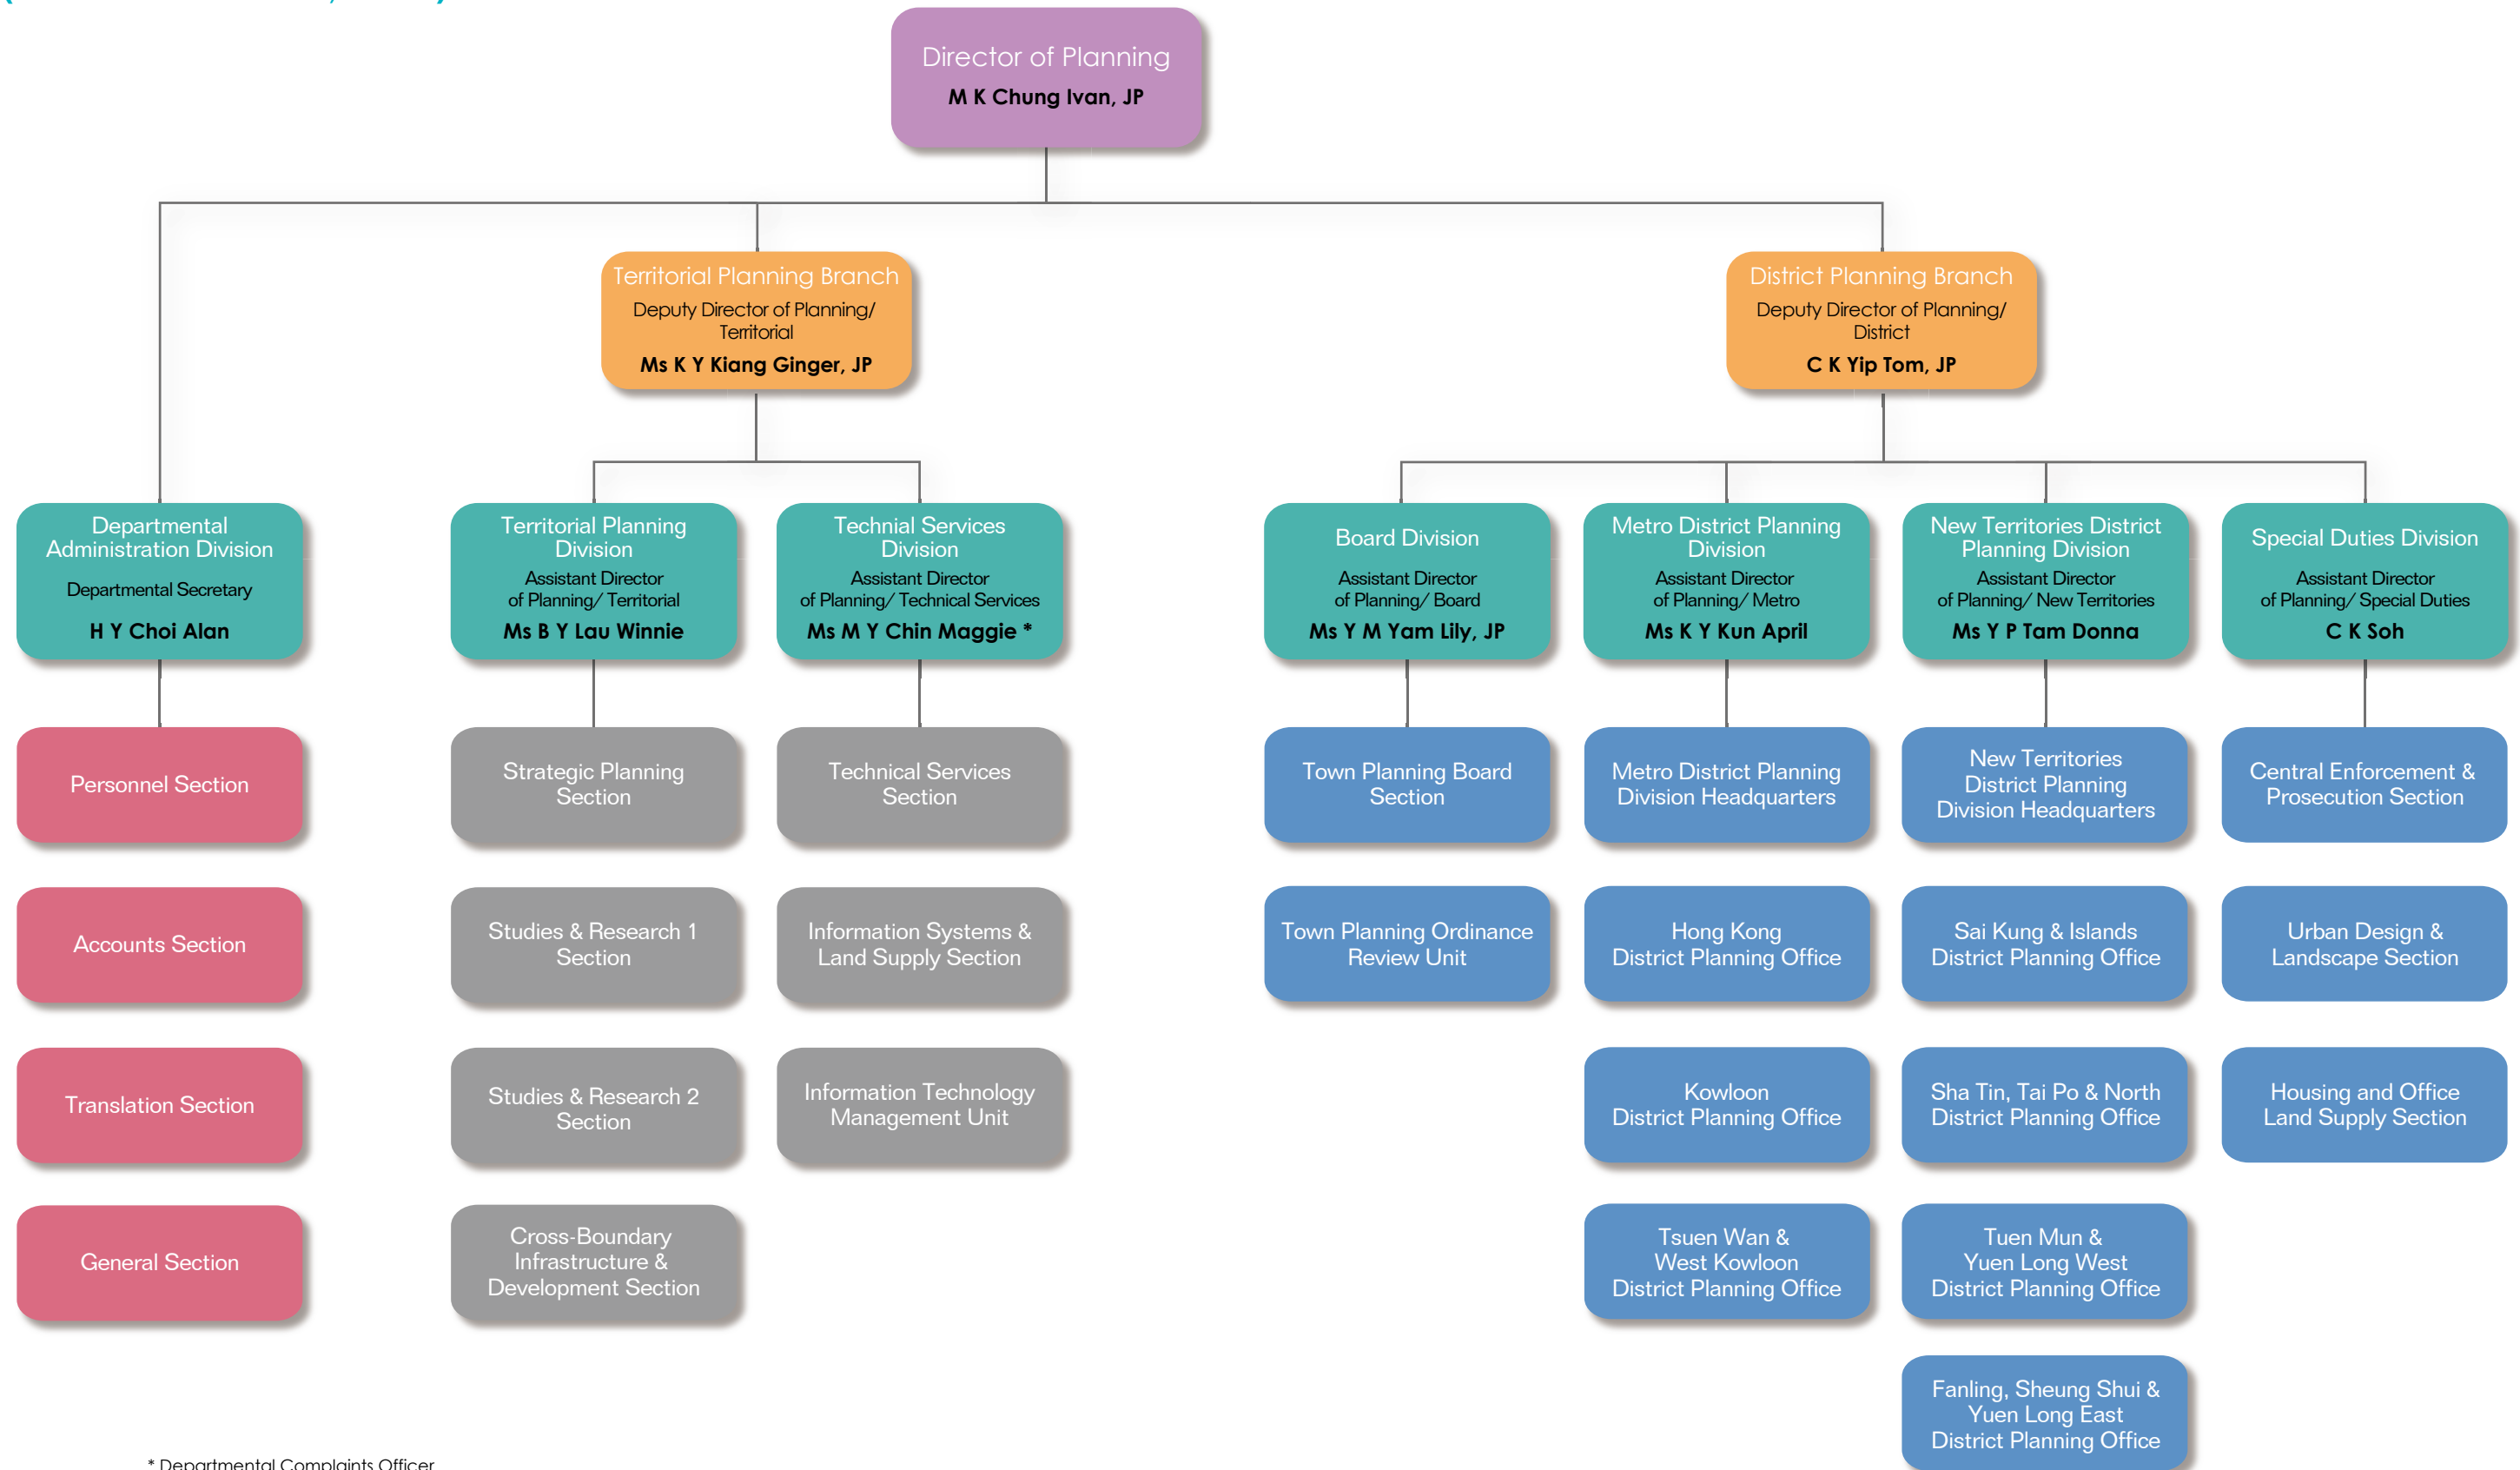 Director of Planning
M K Chung Ivan, JP
Territorial Planning Branch
Deputy Director of Planning/
Territorial
Ms K Y Kiang Ginger, JP
District Planning Branch
Deputy Director of Planning/
District
C K Yip Tom, JP
Departmental
Administration Division
Departmental Secretary
H Y Choi Alan
Territorial Planning
Division
Assistant Director
of Planning/ Territorial
Ms B Y Lau Winnie
Technial Services
Division
Assistant Director
of Planning/ Technical Services
Ms M Y Chin Maggie *
Board Division
Assistant Director
of Planning/ Board
Ms Y M Yam Lily, JP
Metro District Planning
Division
Assistant Director
of Planning/ Metro
Ms K Y Kun April
New Territories District
Planning Division
Assistant Director
of Planning/ New Territories
Ms Y P Tam Donna
Special Duties Division
Assistant Director
of Planning/ Special Duties
C K Soh
Personnel Section
Strategic Planning
Section
Technical Services
Section
Town Planning Board
Section
Metro District Planning
Division Headquarters
New Territories
District Planning
Division Headquarters
Central Enforcement &
Prosecution Section
Accounts Section
Studies & Research 1
Section
Information Systems &
Land Supply Section
Town Planning Ordinance
Review Unit
Hong Kong
District Planning Office
Sai Kung & Islands
District Planning Office
Urban Design &
Landscape Section
Translation Section
Studies & Research 2
Section
Information Technology
Management Unit
Kowloon
District Planning Office
Sha Tin, Tai Po & North
District Planning Office
Housing and Office
Land Supply Section
General Section
Cross-Boundary
Infrastructure &
Development Section
Tsuen Wan &
West Kowloon
District Planning Office
Tuen Mun &
Yuen Long West
District Planning Office
Fanling, Sheung Shui &
Yuen Long East
District Planning Office
* Departmental Complaints Officer